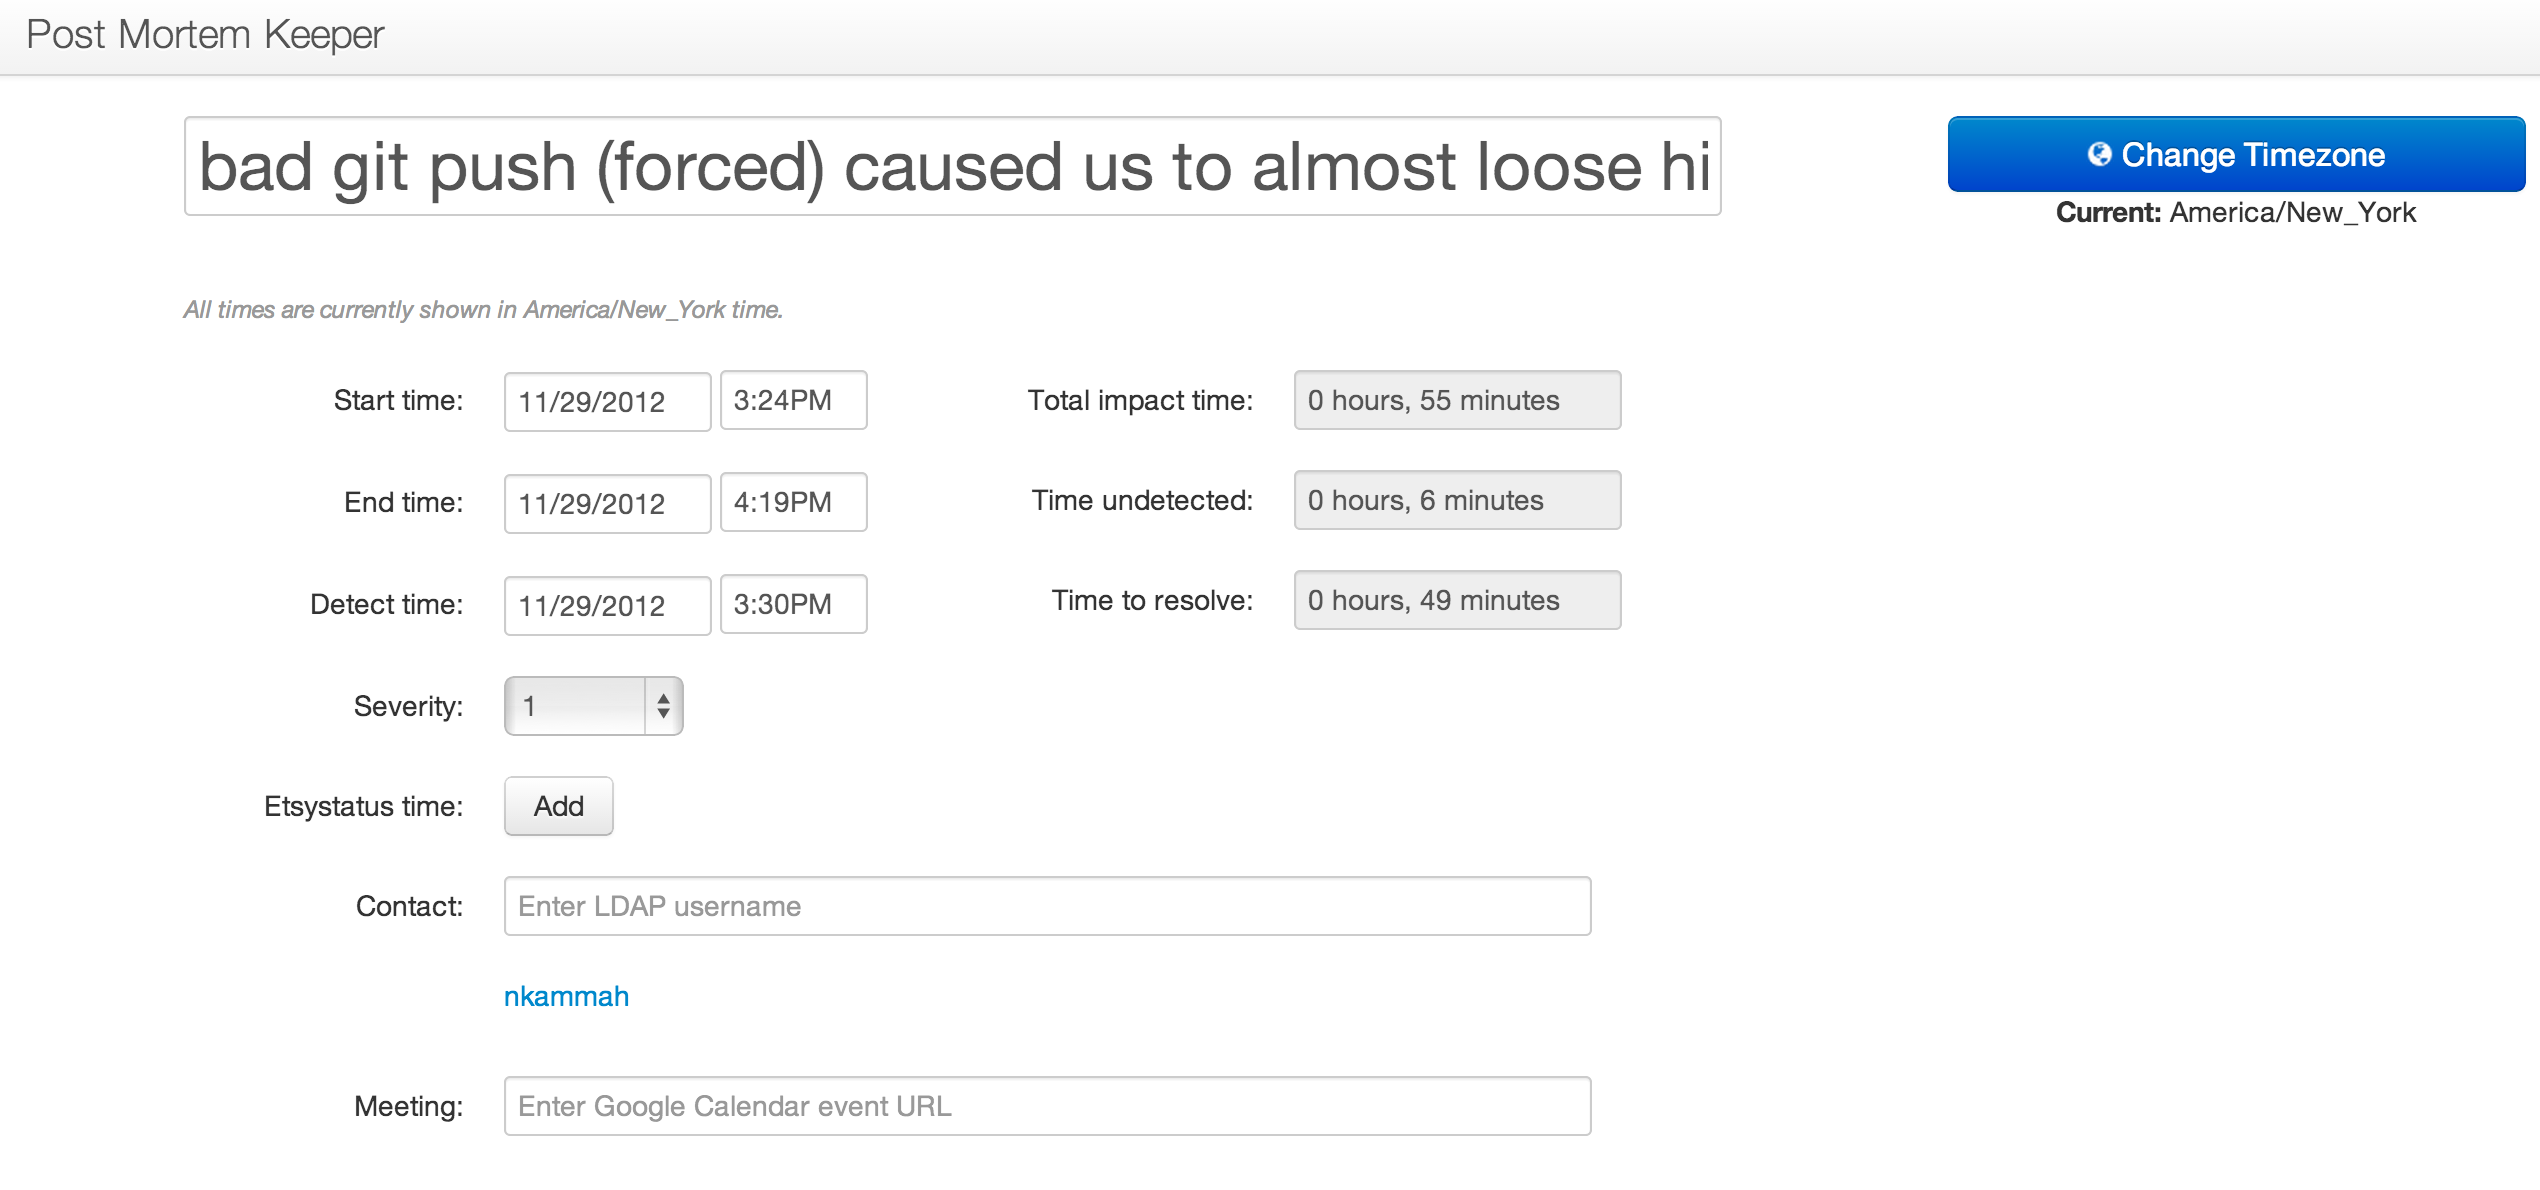 Post Mortem Keeper
bad git push (forced) caused us to almost loose hi
Change Timezone
Current: America/New_York
All times are currently shown in America/New_York time.
Start time: 11/29/2012 3:24PM Total impact time: 0 hours, 55 minutes
End time: 11/29/2012 4:19PM Time undetected: 0 hours, 6 minutes
Detect time: 11/29/2012 3:30PM Time to resolve: 0 hours, 49 minutes
Severity: 1
Etsystatus time: Add
Contact: Enter LDAP username
nkammah
Meeting: Enter Google Calendar event URL